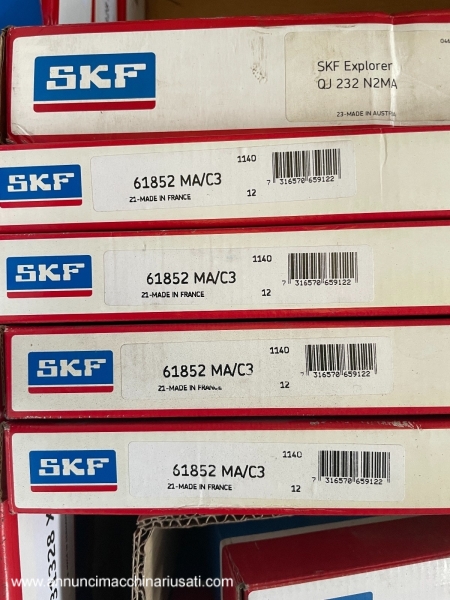 SKF
SKF Explorer
QJ 232 N2MA
23-MADE IN AUSTRIA
SKF
61852 MA/C3
21-MADE IN FRANCE
1140
12
7 316570 659122
SKF
61852 MA/C3
21-MADE IN FRANCE
1140
12
7 316570 659122
SKF
61852 MA/C3
21-MADE IN FRANCE
1140
12
7 316570 659122
SKF
61852 MA/C3
21-MADE IN FRANCE
1140
12
7 316570 659122
www.annuncimacchinariusati.com